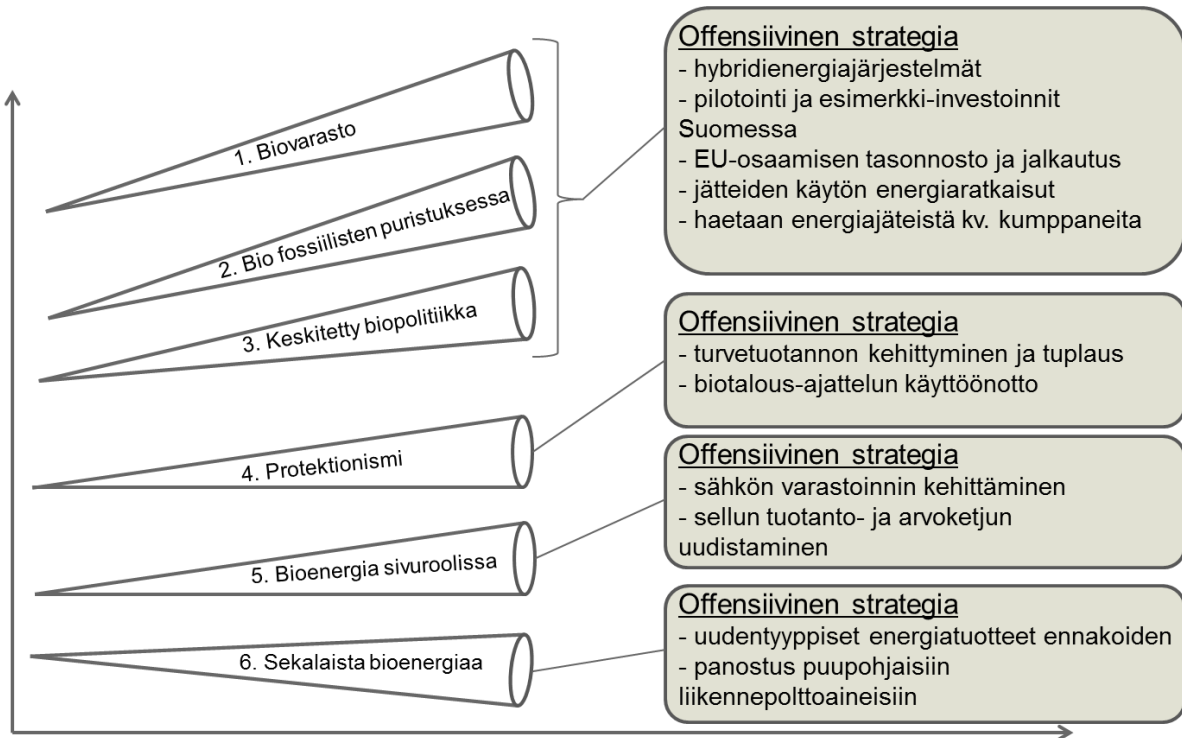 1. Biovarasto
2. Bio fossiilisten puristuksessa
3. Keskitetty biopolitiikka
4. Protektionismi
5. Bioenergia sivuroolissa
6. Sekalaista bioenergiaa
Offensiivinen strategia
- hybridienergiajärjestelmät
- pilotointi ja esimerkki-investoinnit
Suomessa
- EU-osaamisen tasonnosto ja jalkautus
- jätteiden käytön energiaratkaisut
- haetaan energiajäteistä kv. kumppaneita
Offensiivinen strategia
- turvetuotannon kehittyminen ja tuplaus
- biotalous-ajattelun käyttöönotto
Offensiivinen strategia
- sähkön varastoinnin kehittäminen
- sellun tuotanto- ja arvoketjun
uudistaminen
Offensiivinen strategia
- uudentyyppiset energiatuotteet ennakoiden
- panostus puupohjaisiin
liikennepolttoaineisiin